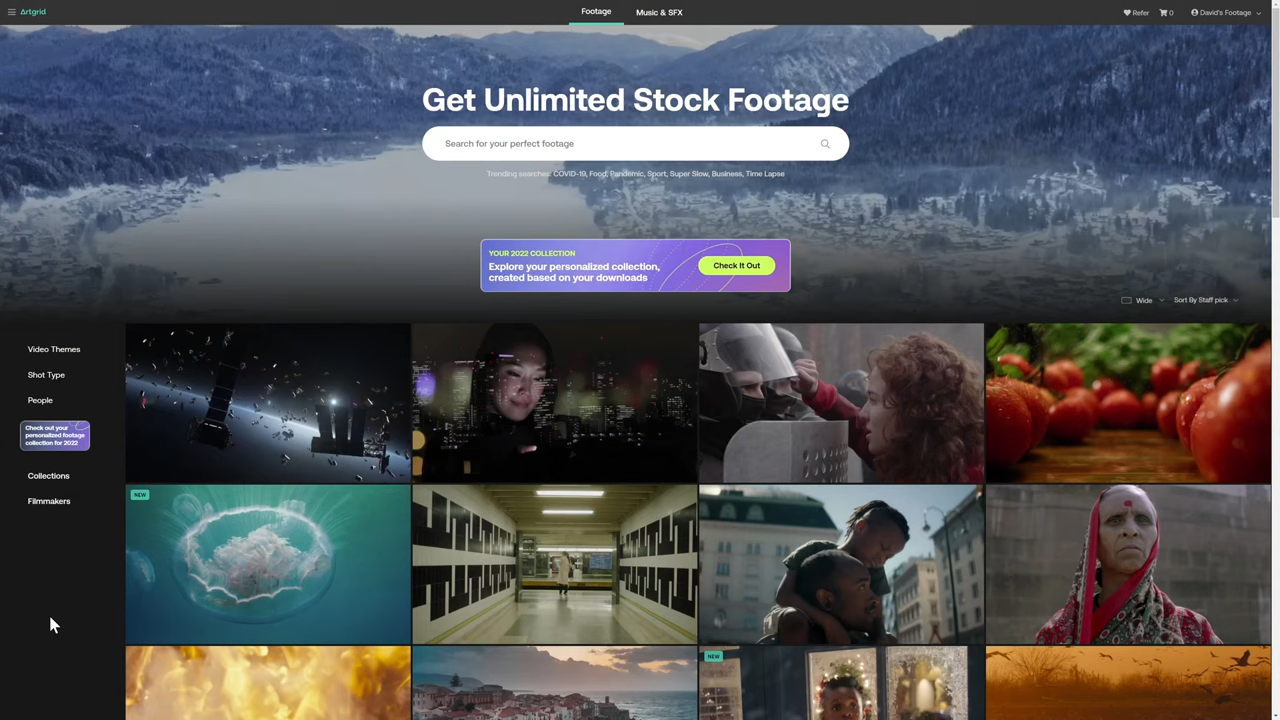 Artgrid
Footage
Music & SFX
Refer
0
David's Footage
Get Unlimited Stock Footage
Search for your perfect footage
Trending searches: COVID-19, Food, Pandemic, Sport, Super Slow, Business, Time Lapse
YOUR 2022 COLLECTION
Explore your personalized collection,
created based on your downloads
Check It Out
Wide
Sort By Staff pick
Video Themes
Shot Type
People
Check out your
personalized footage
collection for 2022
Collections
Filmmakers
NEW
NEW